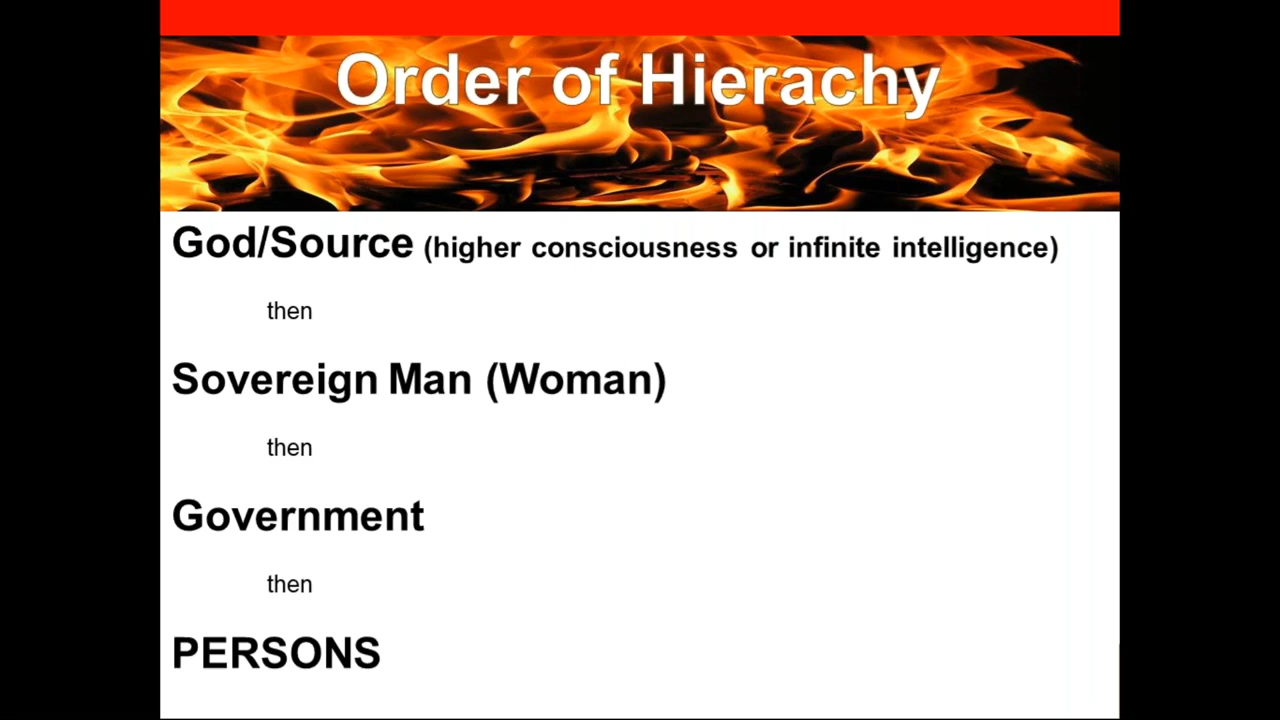 Order of Hierachy
God/Source (higher consciousness or infinite intelligence)
then
Sovereign Man (Woman)
then
Government
then
PERSONS